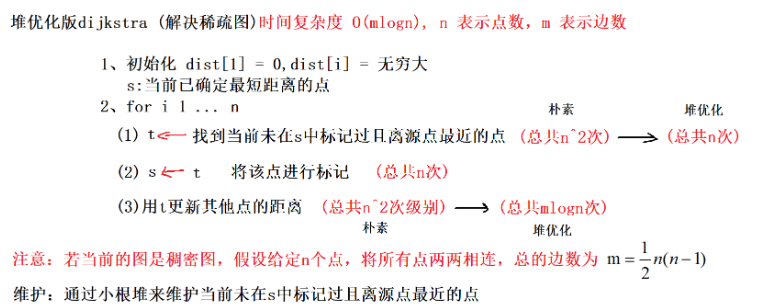 堆优化版dijkstra (解决稀疏图)时间复杂度 O(mlogn), n 表示点数，m 表示边数
1、初始化 dist[1] = 0,dist[i] = 无穷大
s:当前已确定最短距离的点
2、for i 1 ... n
朴素 堆优化
(1) t 找到当前未在s中标记过且离源点最近的点 (总共n^2次) (总共n次)
(2) s t 将该点进行标记 (总共n次)
(3)用t更新其他点的距离 (总共n^2次级别) (总共mlogn次)
朴素 堆优化
注意：若当前的图是稠密图，假设给定n个点，将所有点两两相连，总的边数为 m = 1/2 n(n−1)
维护：通过小根堆来维护当前未在s中标记过且离源点最近的点